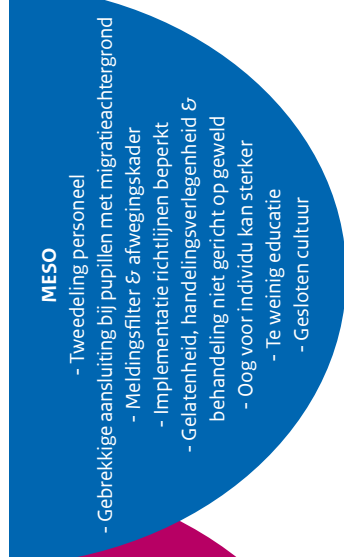 MESO
- Tweedeling personeel
- Gebrekkige aansluiting bij pupillen met migratieachtergrond
- Meldingsfilter & afwegingskader
- Implementatie richtlijnen beperkt
- Gelatenheid, handelingsverlegenheid &
behandeling niet gericht op geweld
- Oog voor individu kan sterker
- Te weinig educatie
- Gesloten cultuur